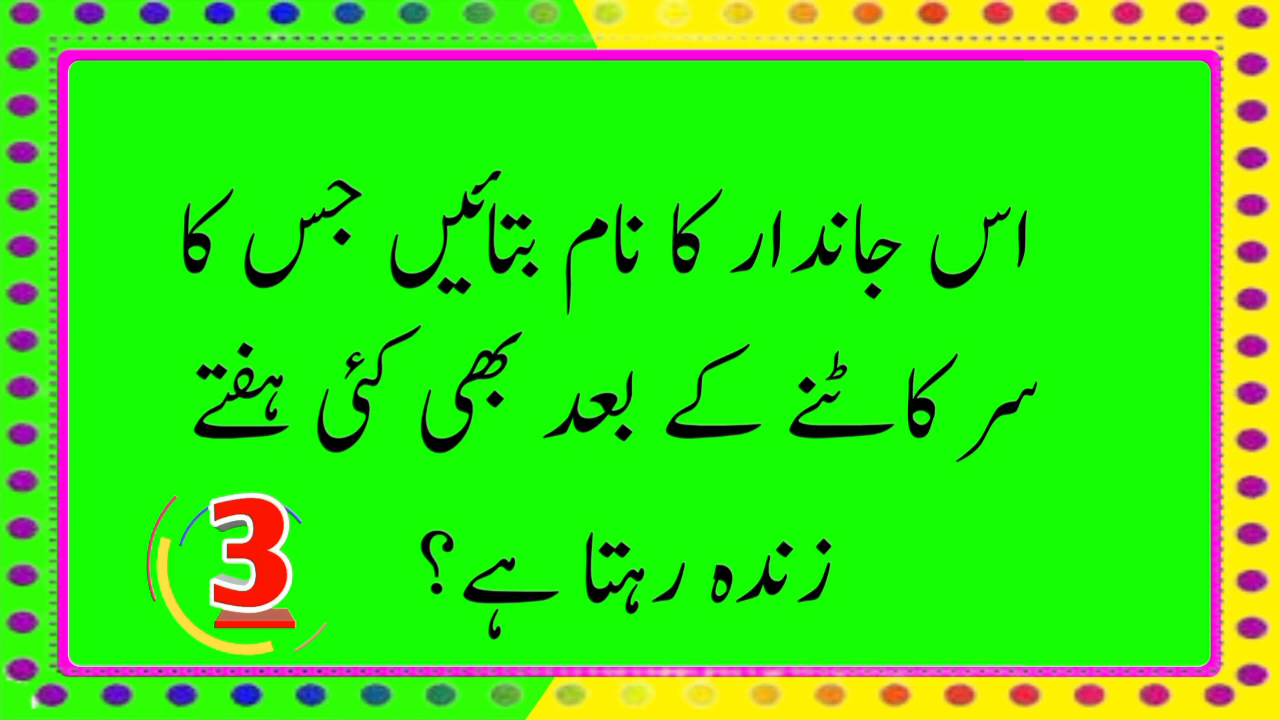 اس جاندار کا نام بتائیں جس کا
سر کاٹنے کے بعد بھی کئی ہفتے
زندہ رہتا ہے؟
3